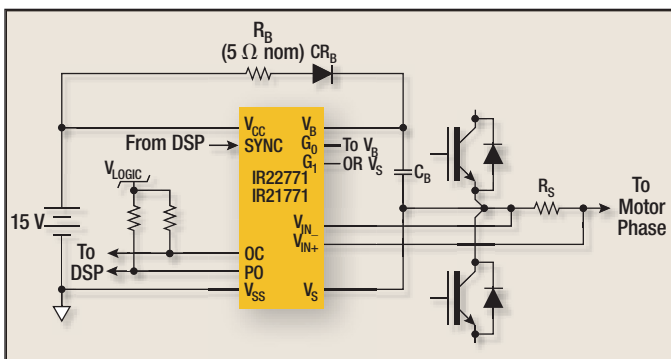 R_B
(5 Ω nom)
CR_B
V_CC
V_B
From DSP
SYNC
G_0
To V_B
G_1
OR V_S
V_LOGIC
IR22771
IR21771
C_B
15 V
R_S
To
Motor
Phase
V_IN_
V_IN+
To
DSP
OC
PO
V_SS
V_S